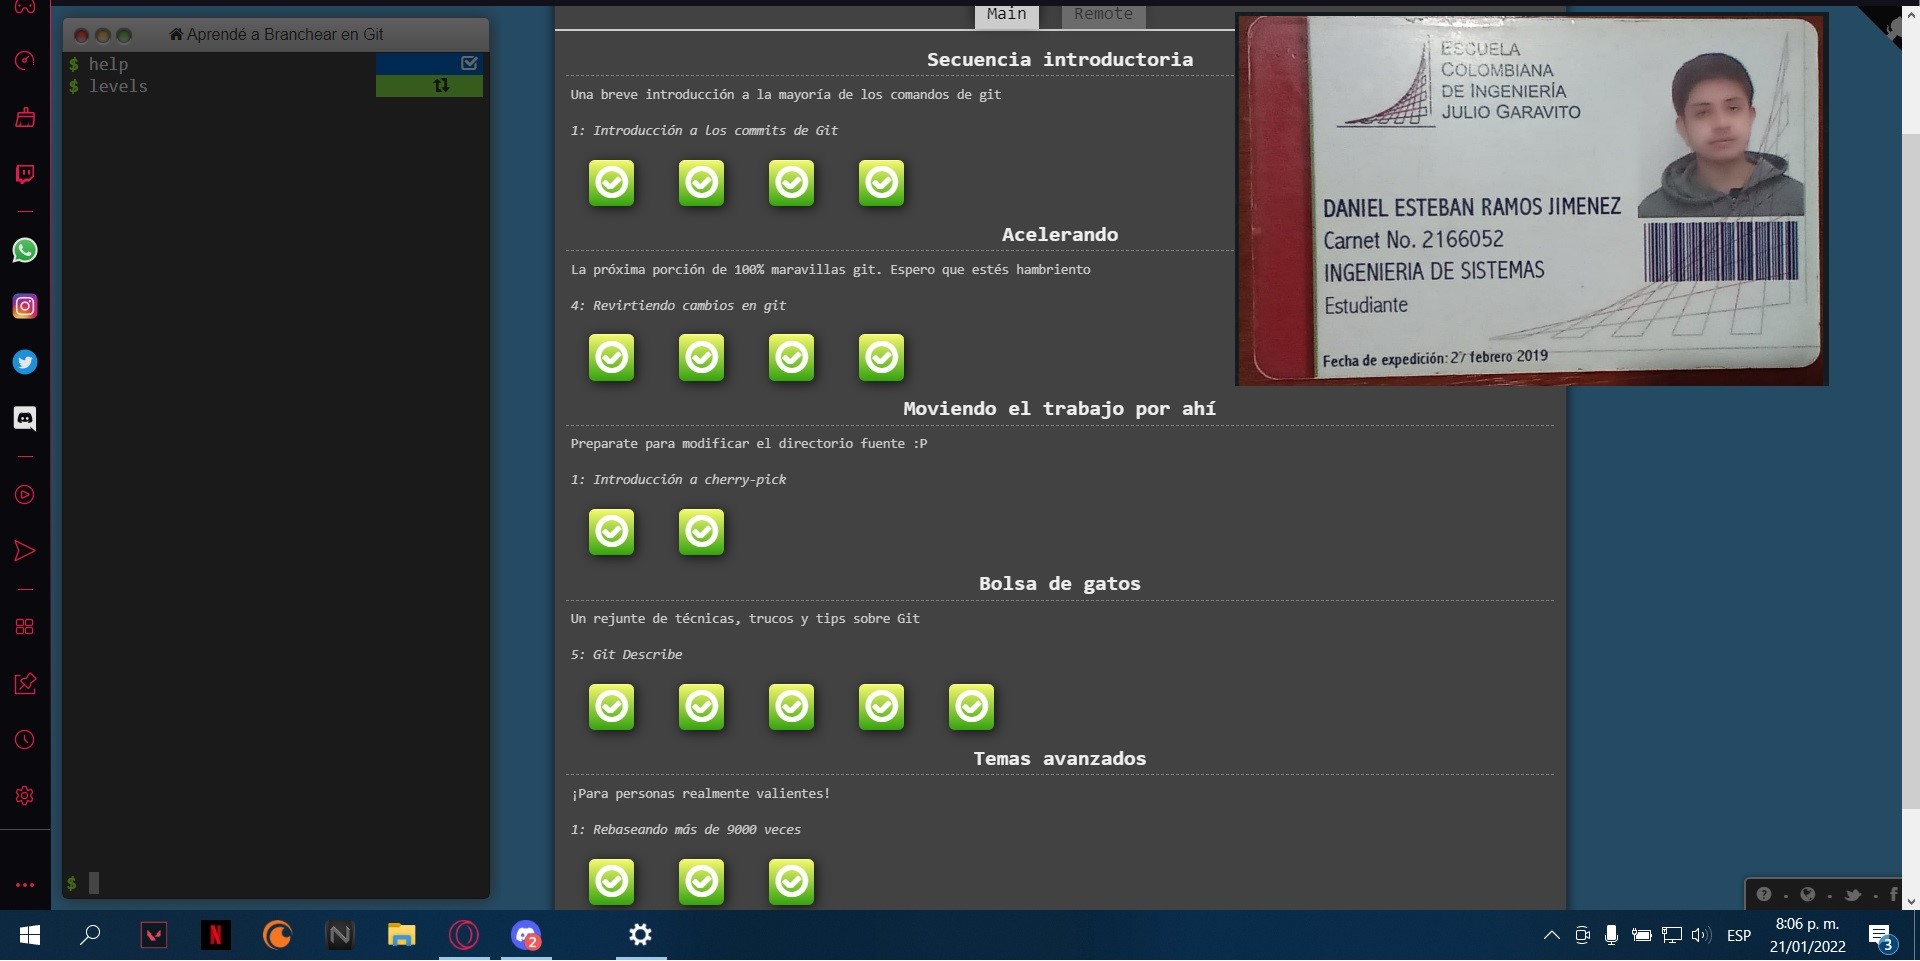 Aprendé a Branchear en Git
$ help
$ levels
$
Main
Remote
Secuencia introductoria
Una breve introducción a la mayoría de los comandos de git
1: Introducción a los commits de Git
Acelerando
La próxima porción de 100% maravillas git. Espero que estés hambriento
4: Revirtiendo cambios en git
Moviendo el trabajo por ahí
Preparate para modificar el directorio fuente :P
1: Introducción a cherry-pick
Bolsa de gatos
Un rejunte de técnicas, trucos y tips sobre Git
5: Git Describe
Temas avanzados
¡Para personas realmente valientes!
1: Rebaseando más de 9000 veces
ESCUELA
COLOMBIANA
DE INGENIERÍA
JULIO GARAVITO
DANIEL ESTEBAN RAMOS JIMENEZ
Carnet No. 2166052
INGENIERIA DE SISTEMAS
Estudiante
Fecha de expedición: 27 febrero 2019
2
ESP
8:06 p. m.
21/01/2022
3